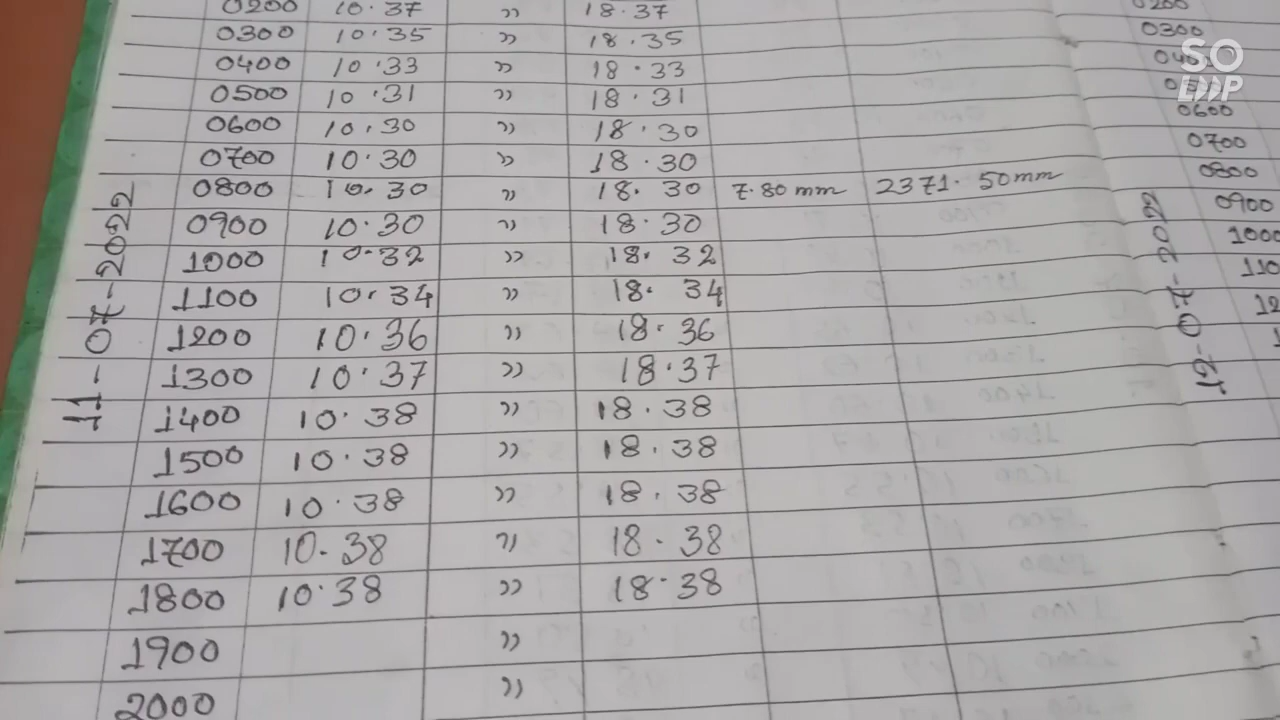 0200 10.37 " 18.37
0300 10.35 " 18.35
0400 10.33 " 18.33
0500 10.31 " 18.31
0600 10.30 " 18.30
0700 10.30 " 18.30
0800 10.30 " 18.30 7.80 mm 2371.50mm
0900 10.30 " 18.30
1000 10.32 " 18.32
1100 10.34 " 18.34
1200 10.36 " 18.36
1300 10.37 " 18.37
1400 10.38 " 18.38
1500 10.38 " 18.38
1600 10.38 " 18.38
1700 10.38 " 18.38
1800 10.38 " 18.38
1900 "
2000 "
11-07-2022
0200
0300
0600
0700
0800
0900
1000
SO
LOOP